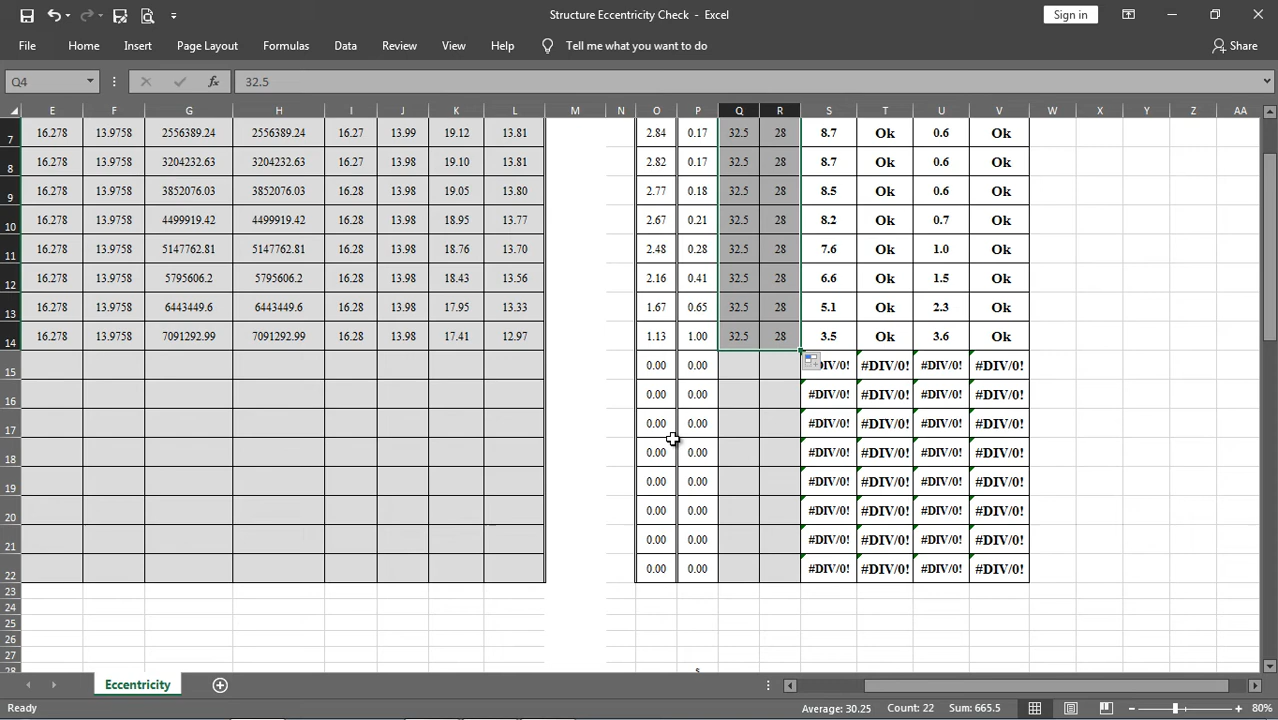 Structure Eccentricity Check - Excel
Sign in
File Home Insert Page Layout Formulas Data Review View Help Tell me what you want to do Share
Q4 fx 32.5
E F G H I J K L M N O P Q R S T U V W X Y Z AA
7 16.278 13.9758 2556389.24 2556389.24 16.27 13.99 19.12 13.81 2.84 0.17 32.5 28 8.7 Ok 0.6 Ok
8 16.278 13.9758 3204232.63 3204232.63 16.27 13.98 19.10 13.81 2.82 0.17 32.5 28 8.7 Ok 0.6 Ok
9 16.278 13.9758 3852076.03 3852076.03 16.28 13.98 19.05 13.80 2.77 0.18 32.5 28 8.5 Ok 0.6 Ok
10 16.278 13.9758 4499919.42 4499919.42 16.28 13.98 18.95 13.77 2.67 0.21 32.5 28 8.2 Ok 0.7 Ok
11 16.278 13.9758 5147762.81 5147762.81 16.28 13.98 18.76 13.70 2.48 0.28 32.5 28 7.6 Ok 1.0 Ok
12 16.278 13.9758 5795606.2 5795606.2 16.28 13.98 18.43 13.56 2.16 0.41 32.5 28 6.6 Ok 1.5 Ok
13 16.278 13.9758 6443449.6 6443449.6 16.28 13.98 17.95 13.33 1.67 0.65 32.5 28 5.1 Ok 2.3 Ok
14 16.278 13.9758 7091292.99 7091292.99 16.28 13.98 17.41 12.97 1.13 1.00 32.5 28 3.5 Ok 3.6 Ok
15 0.00 0.00 DIV/0! #DIV/0! #DIV/0! #DIV/0!
16 0.00 0.00 #DIV/0! #DIV/0! #DIV/0! #DIV/0!
17 0.00 0.00 #DIV/0! #DIV/0! #DIV/0! #DIV/0!
18 0.00 0.00 #DIV/0! #DIV/0! #DIV/0! #DIV/0!
19 0.00 0.00 #DIV/0! #DIV/0! #DIV/0! #DIV/0!
20 0.00 0.00 #DIV/0! #DIV/0! #DIV/0! #DIV/0!
21 0.00 0.00 #DIV/0! #DIV/0! #DIV/0! #DIV/0!
22 0.00 0.00 #DIV/0! #DIV/0! #DIV/0! #DIV/0!
23
24
25
26
27
28
Eccentricity
Ready Average: 30.25 Count: 22 Sum: 665.5 80%